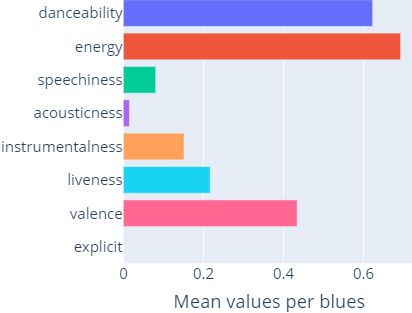 danceability
energy
speechiness
acousticness
instrumentalness
liveness
valence
explicit
0 0.2 0.4 0.6
Mean values per blues